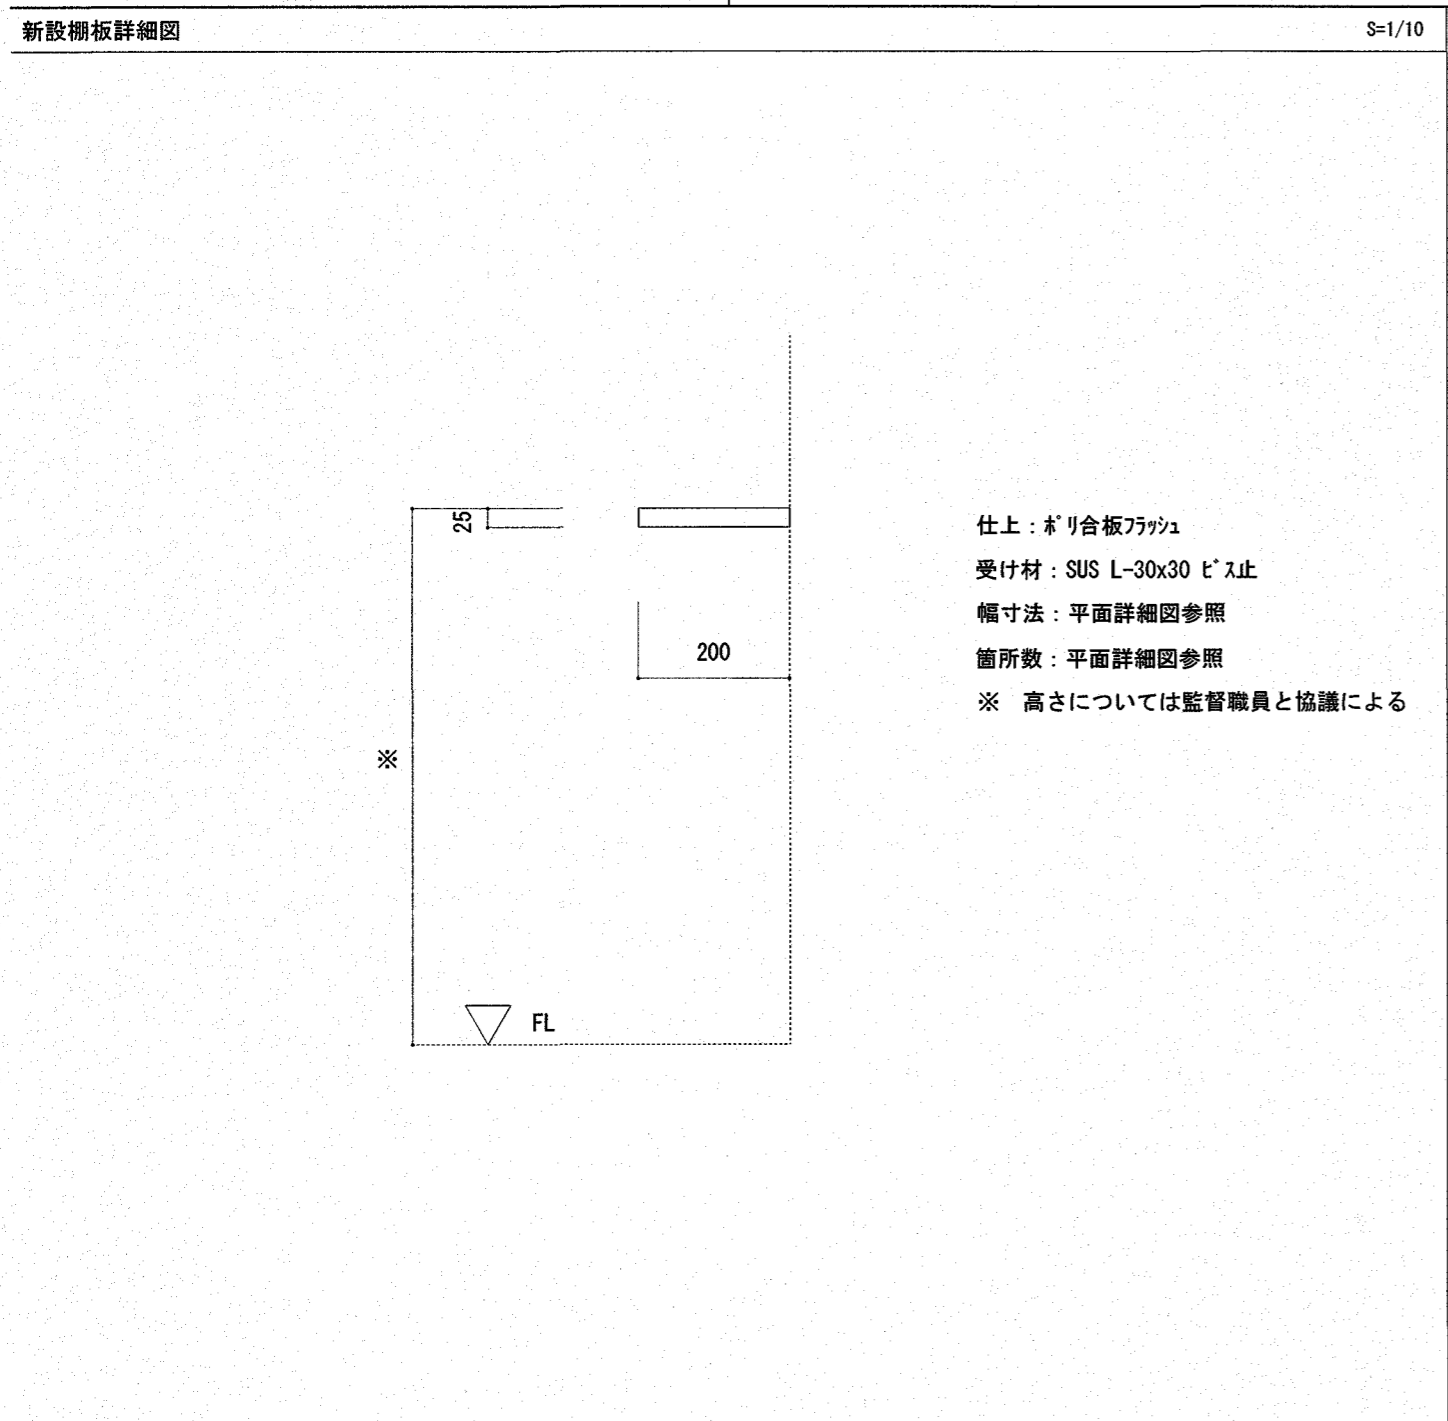 新設棚板詳細図
S=1/10
25
仕上：ﾎﾟﾘ合板ﾌﾗｯｼｭ
受け材：SUS L-30x30 ﾋﾞｽ止
幅寸法：平面詳細図参照
200
箇所数：平面詳細図参照
※　高さについては監督職員と協議による
※
FL